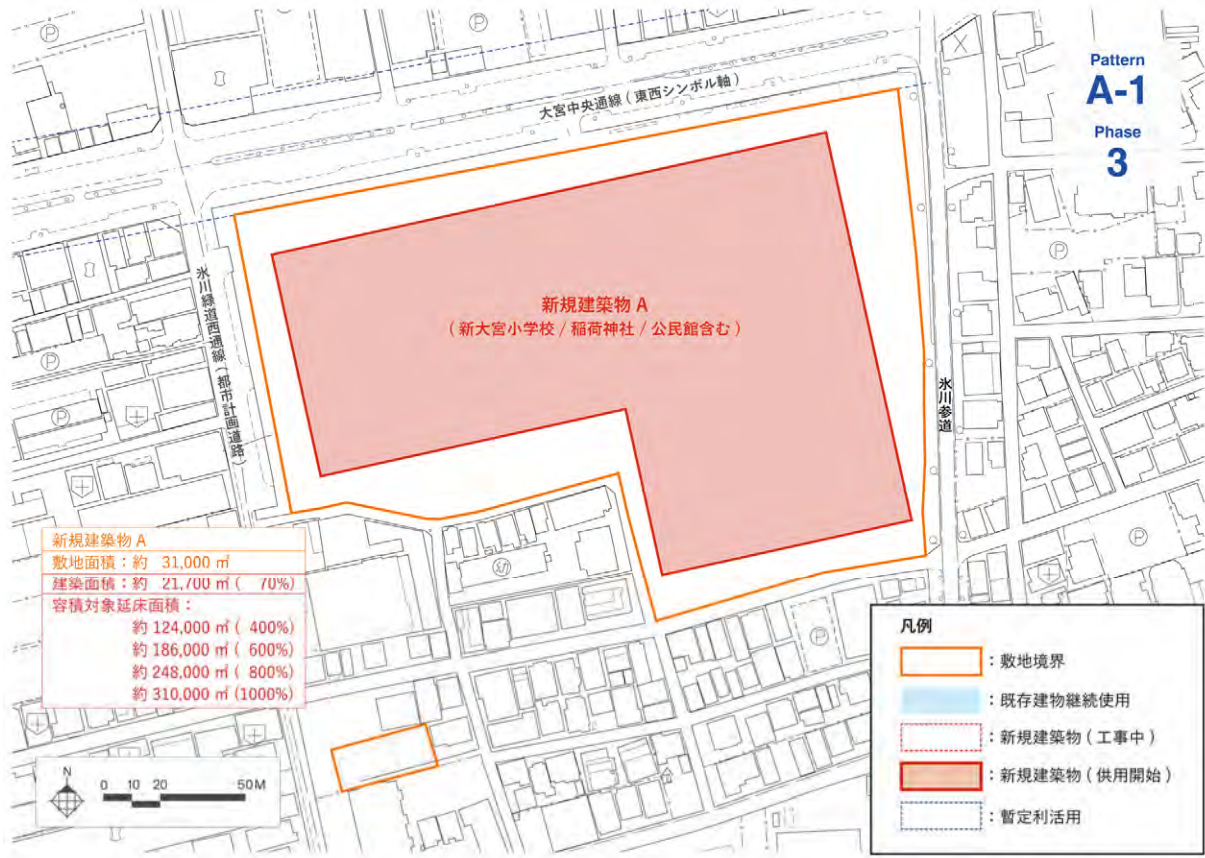 Pattern
A-1
Phase
3
大宮中央通線(東西シンボル軸)
新規建築物 A
(新大宮小学校 / 稲荷神社 / 公民館含む)
氷川緑道西通線(都市計画道路)
氷川参道
新規建築物 A
敷地面積:約 31,000 ㎡
建築面積:約 21,700 ㎡( 70%)
容積対象延床面積:
約 124,000 ㎡( 400%)
約 186,000 ㎡( 600%)
約 248,000 ㎡( 800%)
約 310,000 ㎡(1000%)
N
0 10 20 50M
凡例
:敷地境界
:既存建物継続使用
:新規建築物(工事中)
:新規建築物(供用開始)
:暫定利活用
P
P
P
P
P
P
P
P